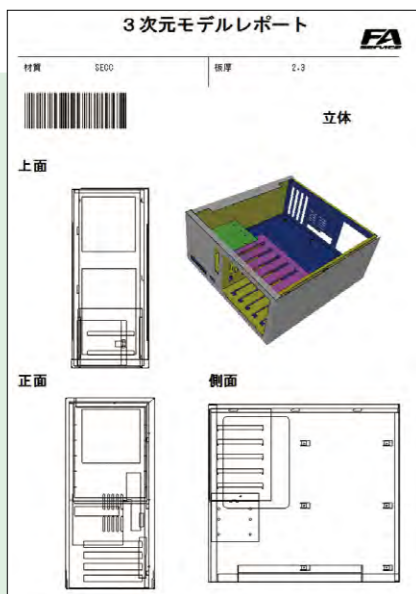 3次元モデルレポート
FA
SERVICE
材質 SECC 板厚 2.3
立体
上面
正面 側面